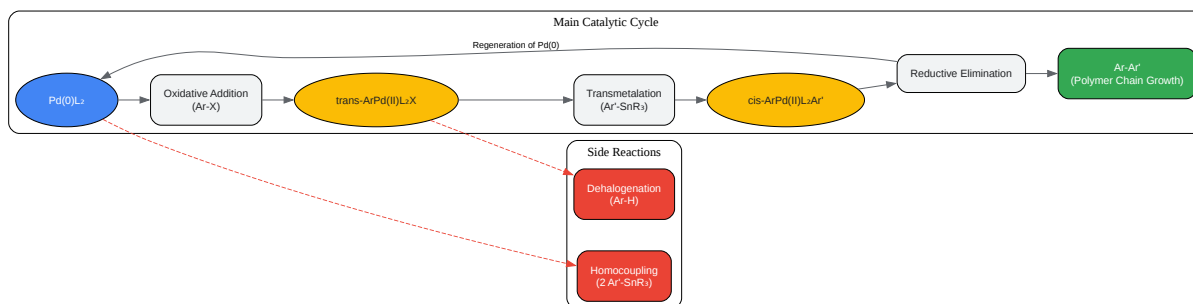 Main Catalytic Cycle
Regeneration of Pd(0)
Pd(0)L₂
Oxidative Addition
(Ar-X)
trans-ArPd(II)L₂X
Transmetalation
(Ar'-SnR₃)
cis-ArPd(II)L₂Ar'
Reductive Elimination
Ar-Ar'
(Polymer Chain Growth)
Side Reactions
Dehalogenation
(Ar-H)
Homocoupling
(2 Ar'-SnR₃)